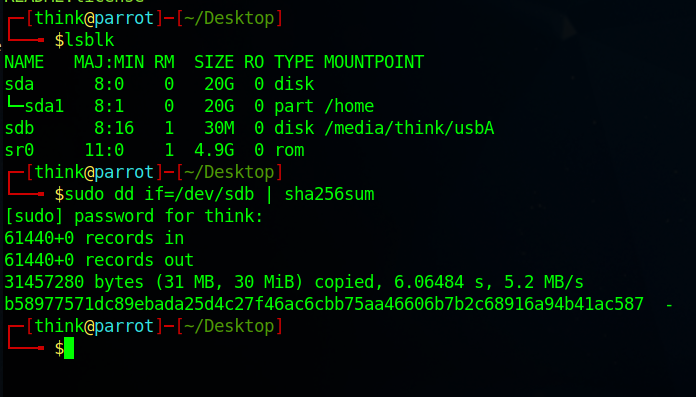 README.license
┌─[think@parrot]─[~/Desktop]
└──╼ $lsblk
NAME   MAJ:MIN RM  SIZE RO TYPE MOUNTPOINT
sda      8:0    0   20G  0 disk
└─sda1   8:1    0   20G  0 part /home
sdb      8:16   1   30M  0 disk /media/think/usbA
sr0     11:0    1  4.9G  0 rom
┌─[think@parrot]─[~/Desktop]
└──╼ $sudo dd if=/dev/sdb | sha256sum
[sudo] password for think:
61440+0 records in
61440+0 records out
31457280 bytes (31 MB, 30 MiB) copied, 6.06484 s, 5.2 MB/s
b58977571dc89ebada25d4c27f46ac6cbb75aa46606b7b2c68916a94b41ac587  -
┌─[think@parrot]─[~/Desktop]
└──╼ $